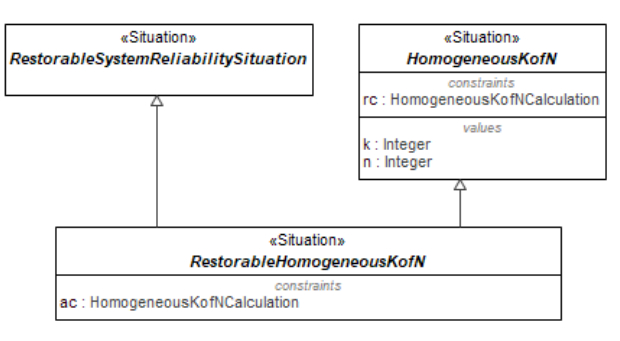 «Situation»
RestorableSystemReliabilitySituation
«Situation»
HomogeneousKofN
constraints
rc : HomogeneousKofNCalculation
values
k : Integer
n : Integer
«Situation»
RestorableHomogeneousKofN
constraints
ac : HomogeneousKofNCalculation